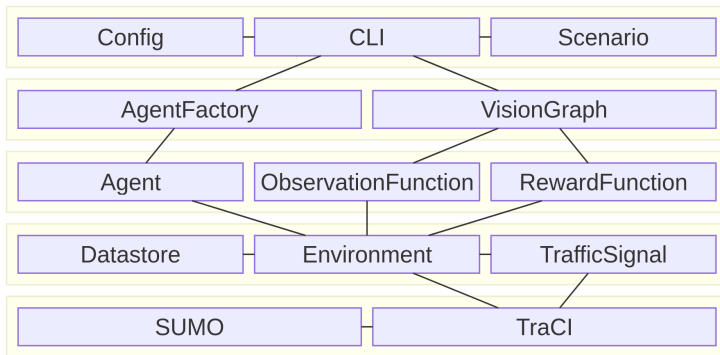 Config
CLI
Scenario
AgentFactory
VisionGraph
Agent
ObservationFunction
RewardFunction
Datastore
Environment
TrafficSignal
SUMO
TraCI